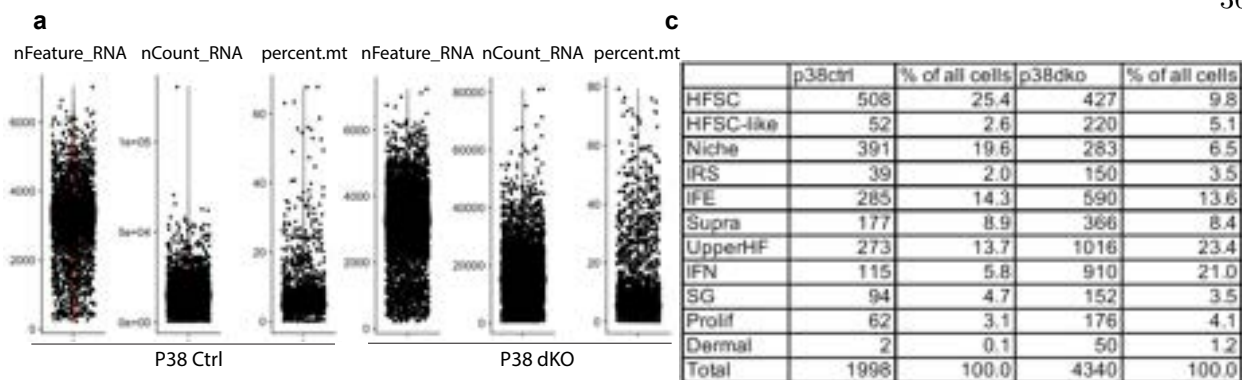 a
nFeature_RNA nCount_RNA percent.mt nFeature_RNA nCount_RNA percent.mt
6000
4000
2000
0
1e+05
5e+04
0e+00
60
40
20
0
6000
4000
2000
0
80000
60000
40000
20000
0
80
60
40
20
0
P38 Ctrl
P38 dKO
c
p38ctrl % of all cells p38dko % of all cells
HFSC 508 25.4 427 9.8
HFSC-like 52 2.6 220 5.1
Niche 391 19.6 283 6.5
IRS 39 2.0 150 3.5
IFE 285 14.3 590 13.6
Supra 177 8.9 366 8.4
UpperHF 273 13.7 1016 23.4
IFN 115 5.8 910 21.0
SG 94 4.7 152 3.5
Prolif 62 3.1 176 4.1
Dermal 2 0.1 50 1.2
Total 1998 100.0 4340 100.0